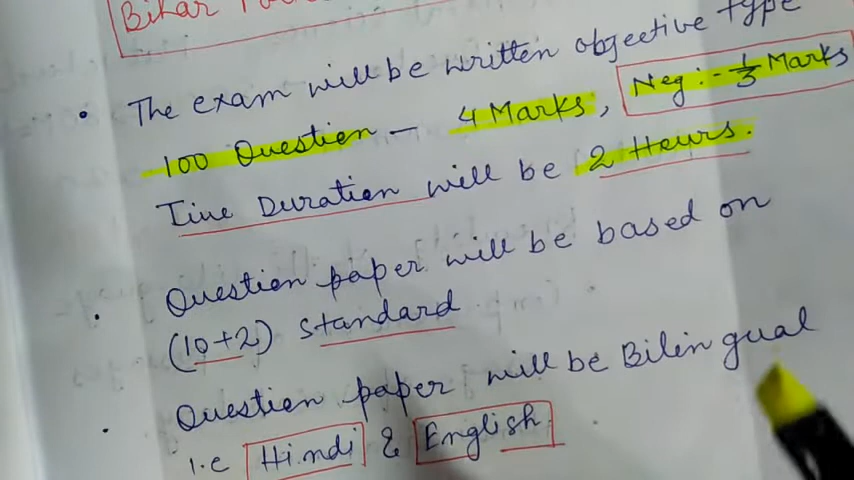 Bihar
• The exam will be written objective type
100 Question - 4 Marks, Neg:- 1/3 Marks
Time Duration will be 2 Hours.
• Question paper will be based on
(10+2) standard
• Question paper will be Bilingual
i.e Hindi & English